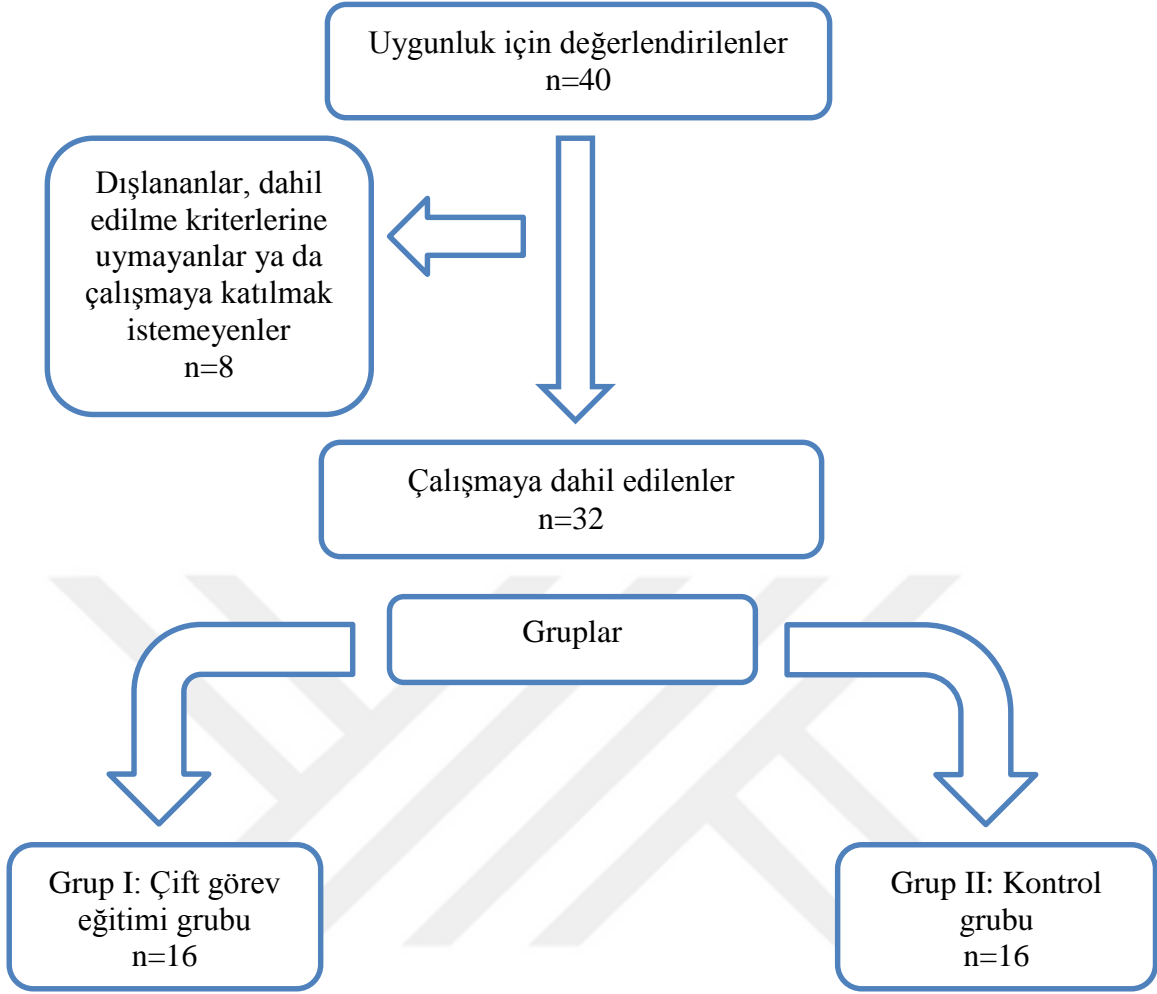 Uygunluk için değerlendirilenler
n=40
Dışlananlar, dahil
edilme kriterlerine
uymayanlar ya da
çalışmaya katılmak
istemeyenler
n=8
Çalışmaya dahil edilenler
n=32
Gruplar
Grup I: Çift görev
eğitimi grubu
n=16
Grup II: Kontrol
grubu
n=16